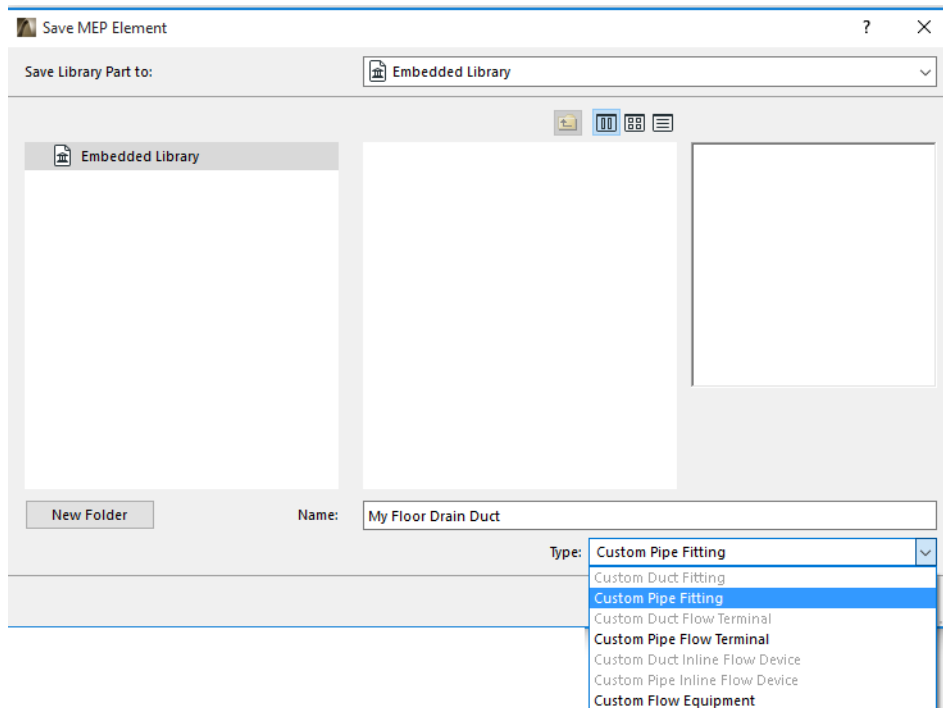 Save MEP Element
?
Save Library Part to:
Embedded Library
Embedded Library
New Folder
Name:
My Floor Drain Duct
Type:
Custom Pipe Fitting
Custom Duct Fitting
Custom Pipe Fitting
Custom Duct Flow Terminal
Custom Pipe Flow Terminal
Custom Duct Inline Flow Device
Custom Pipe Inline Flow Device
Custom Flow Equipment